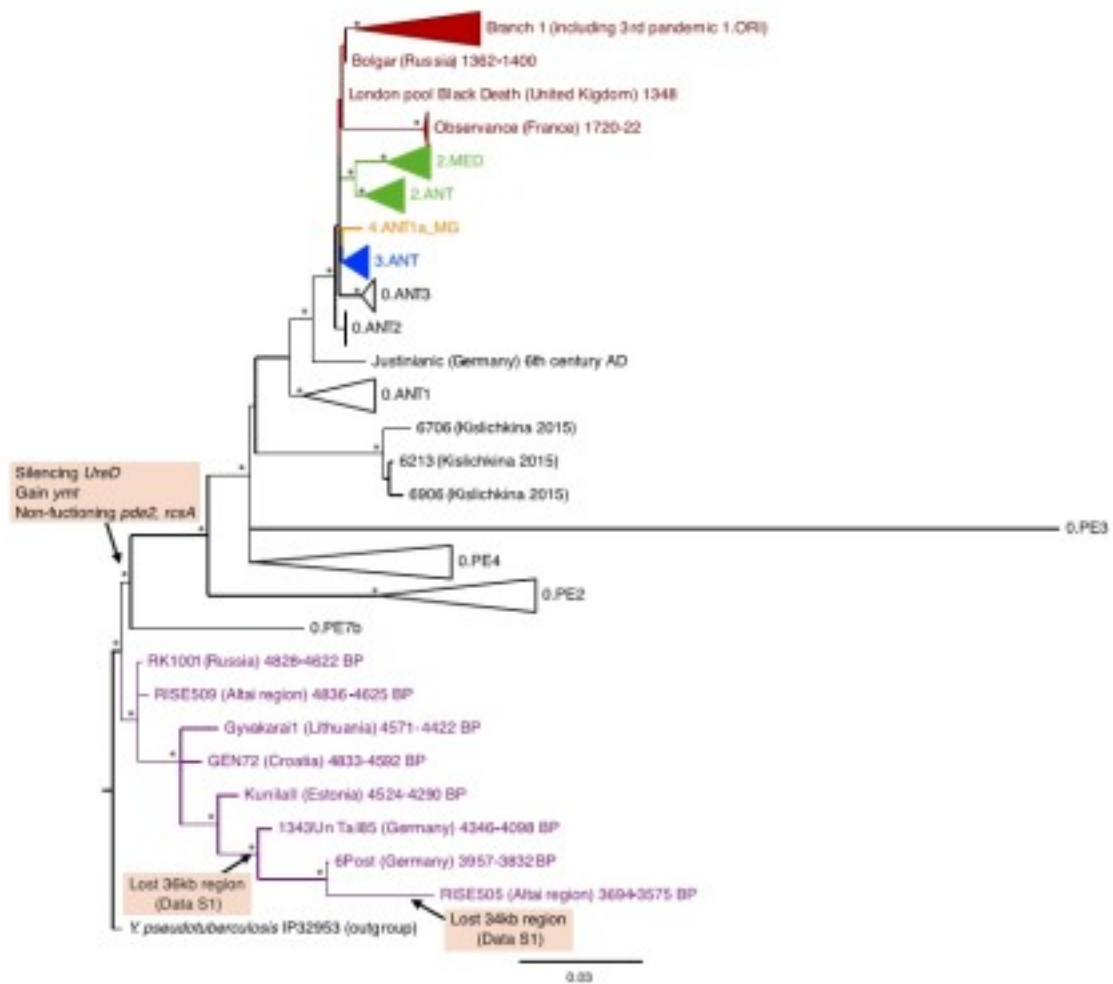 Branch 1 (including 3rd pandemic 1.ORI)
Bolgar (Russia) 1362-1400
London pool Black Death (United Kigdom) 1348
Observance (France) 1720-22
2.MED
2.ANT
4.ANT1a_MG
3.ANT
0.ANT3
0.ANT2
Justinianic (Germany) 6th century AD
0.ANT1
6706 (Kislichkina 2015)
6213 (Kislichkina 2015)
6906 (Kislichkina 2015)
Silencing UreD
Gain ymt
Non-fuctioning pde2, rcsA
0.PE3
0.PE4
0.PE2
0.PE7b
RK1001 (Russia) 4828-4622 BP
RISE509 (Altai region) 4836-4625 BP
Gyvakarai1 (Lithuania) 4571-4422 BP
GEN72 (Croatia) 4833-4592 BP
KunilaII (Estonia) 4524-4290 BP
1343UnTal85 (Germany) 4346-4098 BP
6Post (Germany) 3957-3832 BP
Lost 36kb region
(Data S1)
RISE505 (Altai region) 3694-3575 BP
Lost 34kb region
(Data S1)
Y. pseudotuberculosis IP32953 (outgroup)
0.03